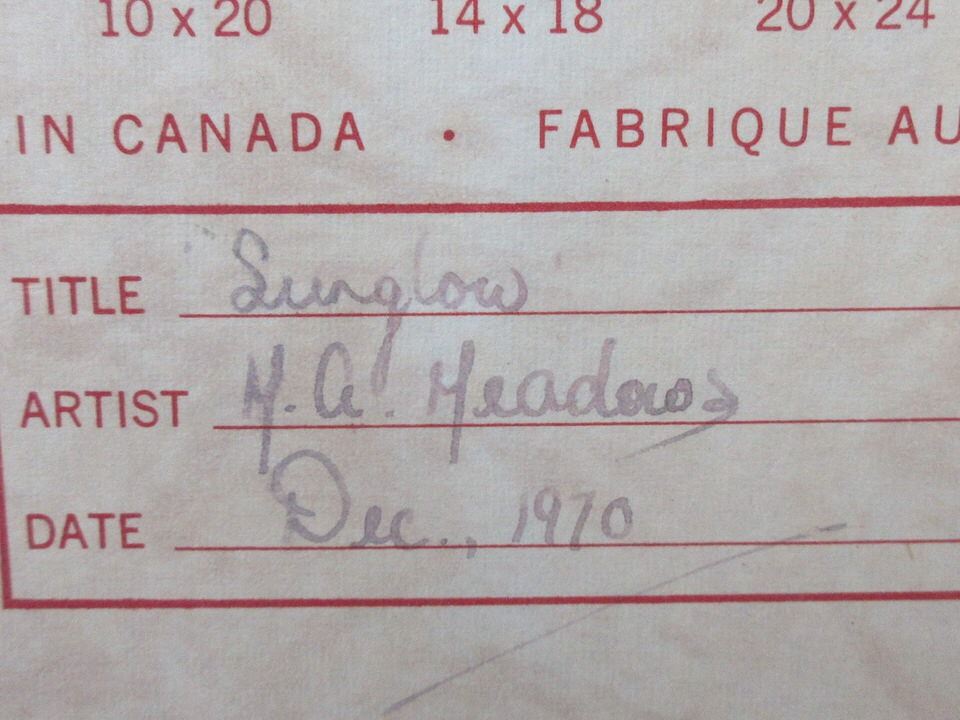 10 x 20 14 x 18 20 x 24
IN CANADA • FABRIQUE AU
TITLE Sunglow
ARTIST M. A. Meadows
DATE Dec., 1970